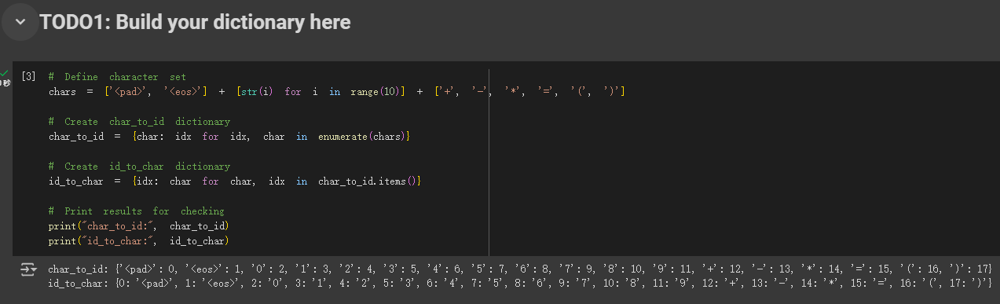 TODO1: Build your dictionary here
[3] # Define character set
chars = ['<pad>', '<eos>'] + [str(i) for i in range(10)] + ['+', '-', '*', '=', '(', ')']
# Create char_to_id dictionary
char_to_id = {char: idx for idx, char in enumerate(chars)}
秒
# Create id_to_char dictionary
id_to_char = {idx: char for char, idx in char_to_id.items()}
# Print results for checking
print("char_to_id:", char_to_id)
print("id_to_char:", id_to_char)
char_to_id: {'<pad>': 0, '<eos>': 1, '0': 2, '1': 3, '2': 4, '3': 5, '4': 6, '5': 7, '6': 8, '7': 9, '8': 10, '9': 11, '+': 12, '-': 13, '*': 14, '=': 15, '(': 16, ')': 17}
id_to_char: {0: '<pad>', 1: '<eos>', 2: '0', 3: '1', 4: '2', 5: '3', 6: '4', 7: '5', 8: '6', 9: '7', 10: '8', 11: '9', 12: '+', 13: '-', 14: '*', 15: '=', 16: '(', 17: ')'}